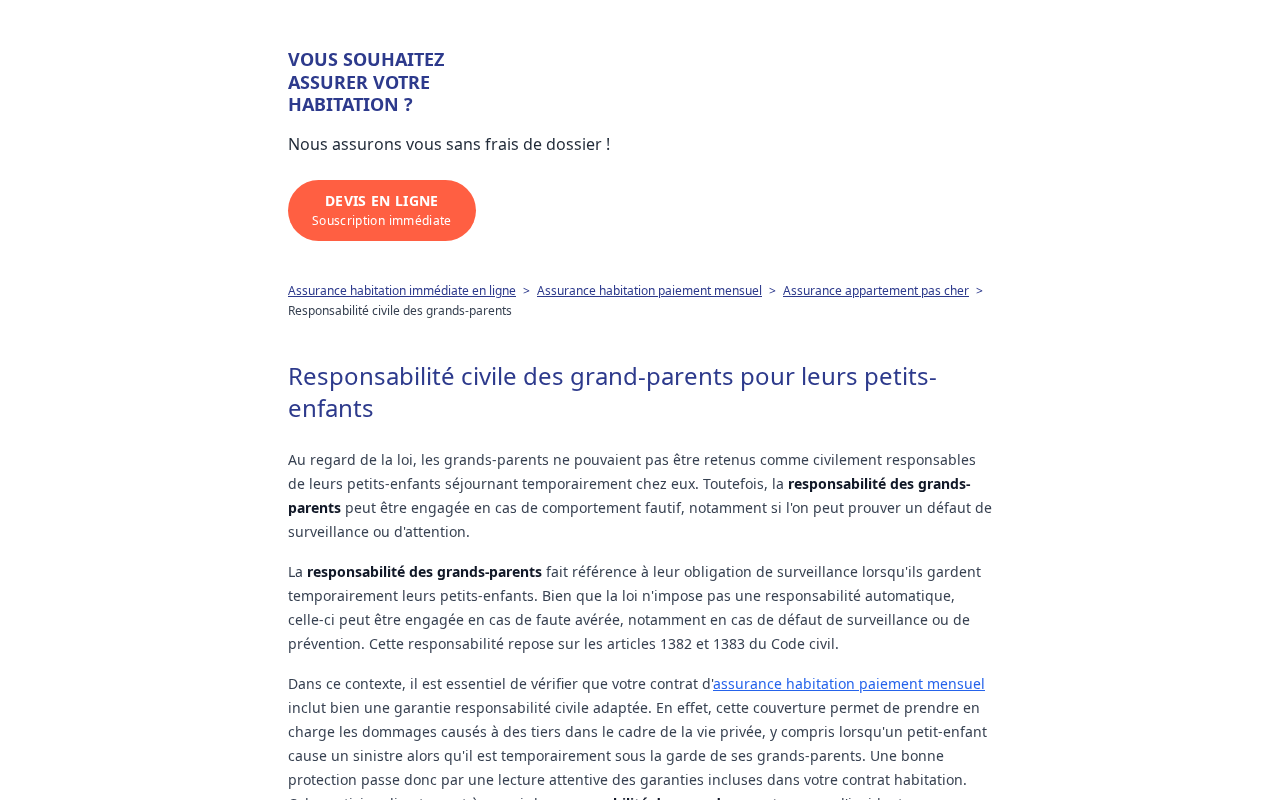 VOUS SOUHAITEZ
ASSURER VOTRE
HABITATION ?
Nous assurons vous sans frais de dossier !
DEVIS EN LIGNE
Souscription immédiate
Assurance habitation immédiate en ligne > Assurance habitation paiement mensuel > Assurance appartement pas cher >
Responsabilité civile des grands-parents
Responsabilité civile des grand-parents pour leurs petits-
enfants
Au regard de la loi, les grands-parents ne pouvaient pas être retenus comme civilement responsables
de leurs petits-enfants séjournant temporairement chez eux. Toutefois, la responsabilité des grands-
parents peut être engagée en cas de comportement fautif, notamment si l'on peut prouver un défaut de
surveillance ou d'attention.
La responsabilité des grands-parents fait référence à leur obligation de surveillance lorsqu'ils gardent
temporairement leurs petits-enfants. Bien que la loi n'impose pas une responsabilité automatique,
celle-ci peut être engagée en cas de faute avérée, notamment en cas de défaut de surveillance ou de
prévention. Cette responsabilité repose sur les articles 1382 et 1383 du Code civil.
Dans ce contexte, il est essentiel de vérifier que votre contrat d'assurance habitation paiement mensuel
inclut bien une garantie responsabilité civile adaptée. En effet, cette couverture permet de prendre en
charge les dommages causés à des tiers dans le cadre de la vie privée, y compris lorsqu'un petit-enfant
cause un sinistre alors qu'il est temporairement sous la garde de ses grands-parents. Une bonne
protection passe donc par une lecture attentive des garanties incluses dans votre contrat habitation.